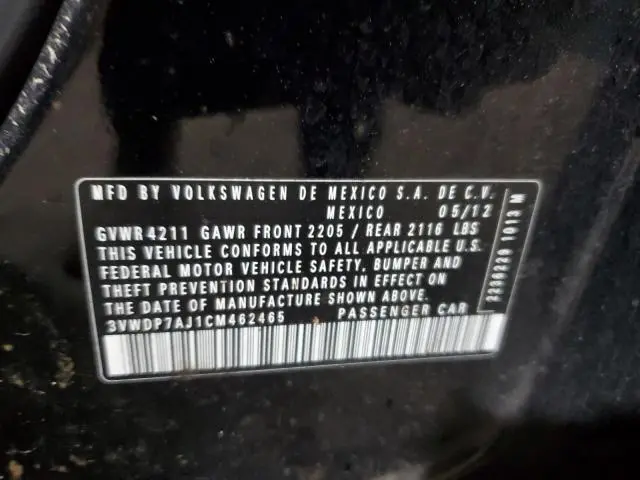 MFD BY VOLKSWAGEN DE MEXICO S.A. DE C.V.
MEXICO 05/12
GVWR 4211 GAWR FRONT 2205 / REAR 2116 LBS
THIS VEHICLE CONFORMS TO ALL APPLICABLE U.S.
FEDERAL MOTOR VEHICLE SAFETY, BUMPER AND
THEFT PREVENTION STANDARDS IN EFFECT ON
THE DATE OF MANUFACTURE SHOWN ABOVE.
3VWDP7AJ1CM462465 PASSENGER CAR
2236229 1013 M